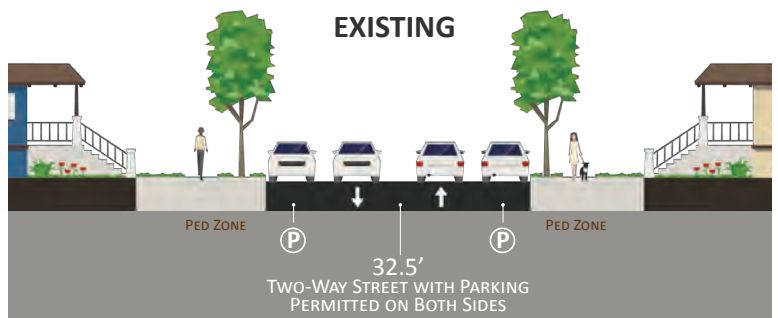 EXISTING
PED ZONE
PED ZONE
P
P
32.5’
TWO-WAY STREET WITH PARKING
PERMITTED ON BOTH SIDES